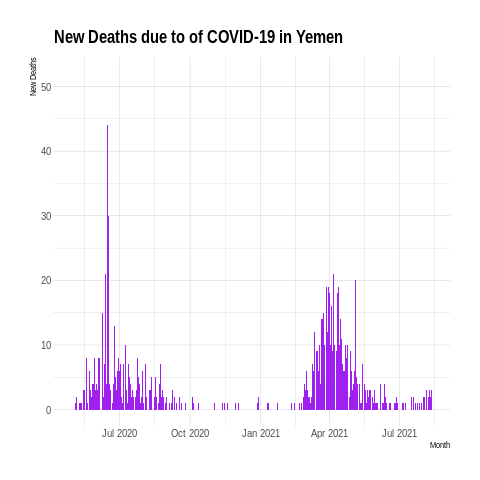 New Deaths due to of COVID-19 in Yemen
New Deaths
50
40
30
20
10
0
Jul 2020 Oct 2020 Jan 2021 Apr 2021 Jul 2021
Month